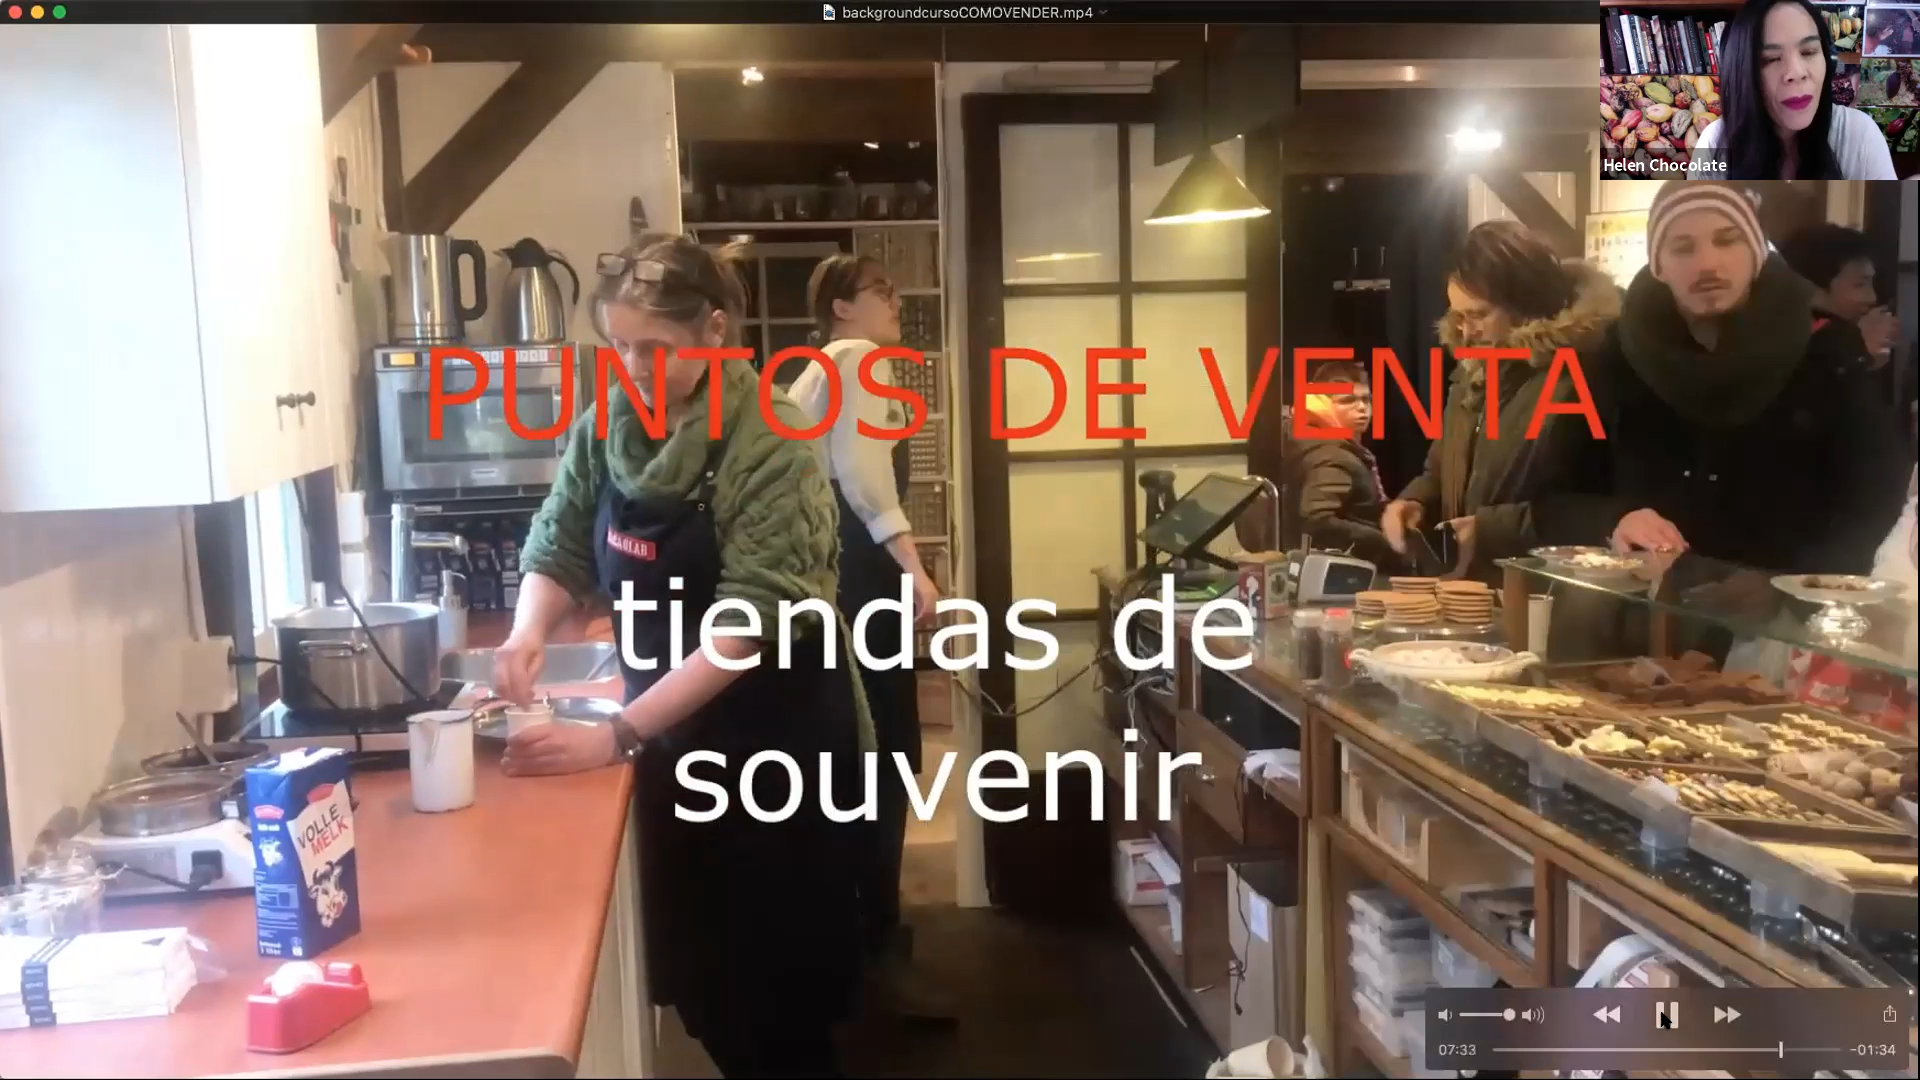 backgroundcursoCOMOVENDER.mp4
Helen Chocolate
PUNTOS DE VENTA
tiendas de
souvenir
VOLLE
MELK
07:33
-01:34